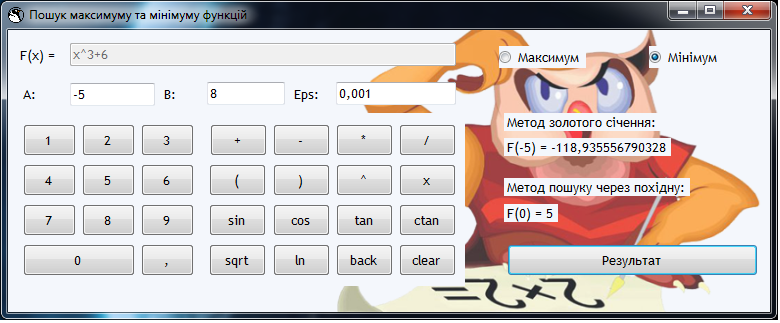 Пошук максимуму та мінімуму функцій
F(x) = x^3+6
Максимум Мінімум
A: -5 B: 8 Eps: 0,001
Метод золотого січення:
F(-5) = -118,935556790328
Метод пошуку через похідну:
F(0) = 5
1 2 3 + - * /
4 5 6 ( ) ^ x
7 8 9 sin cos tan ctan
0 , sqrt ln back clear
Результат
2+2=